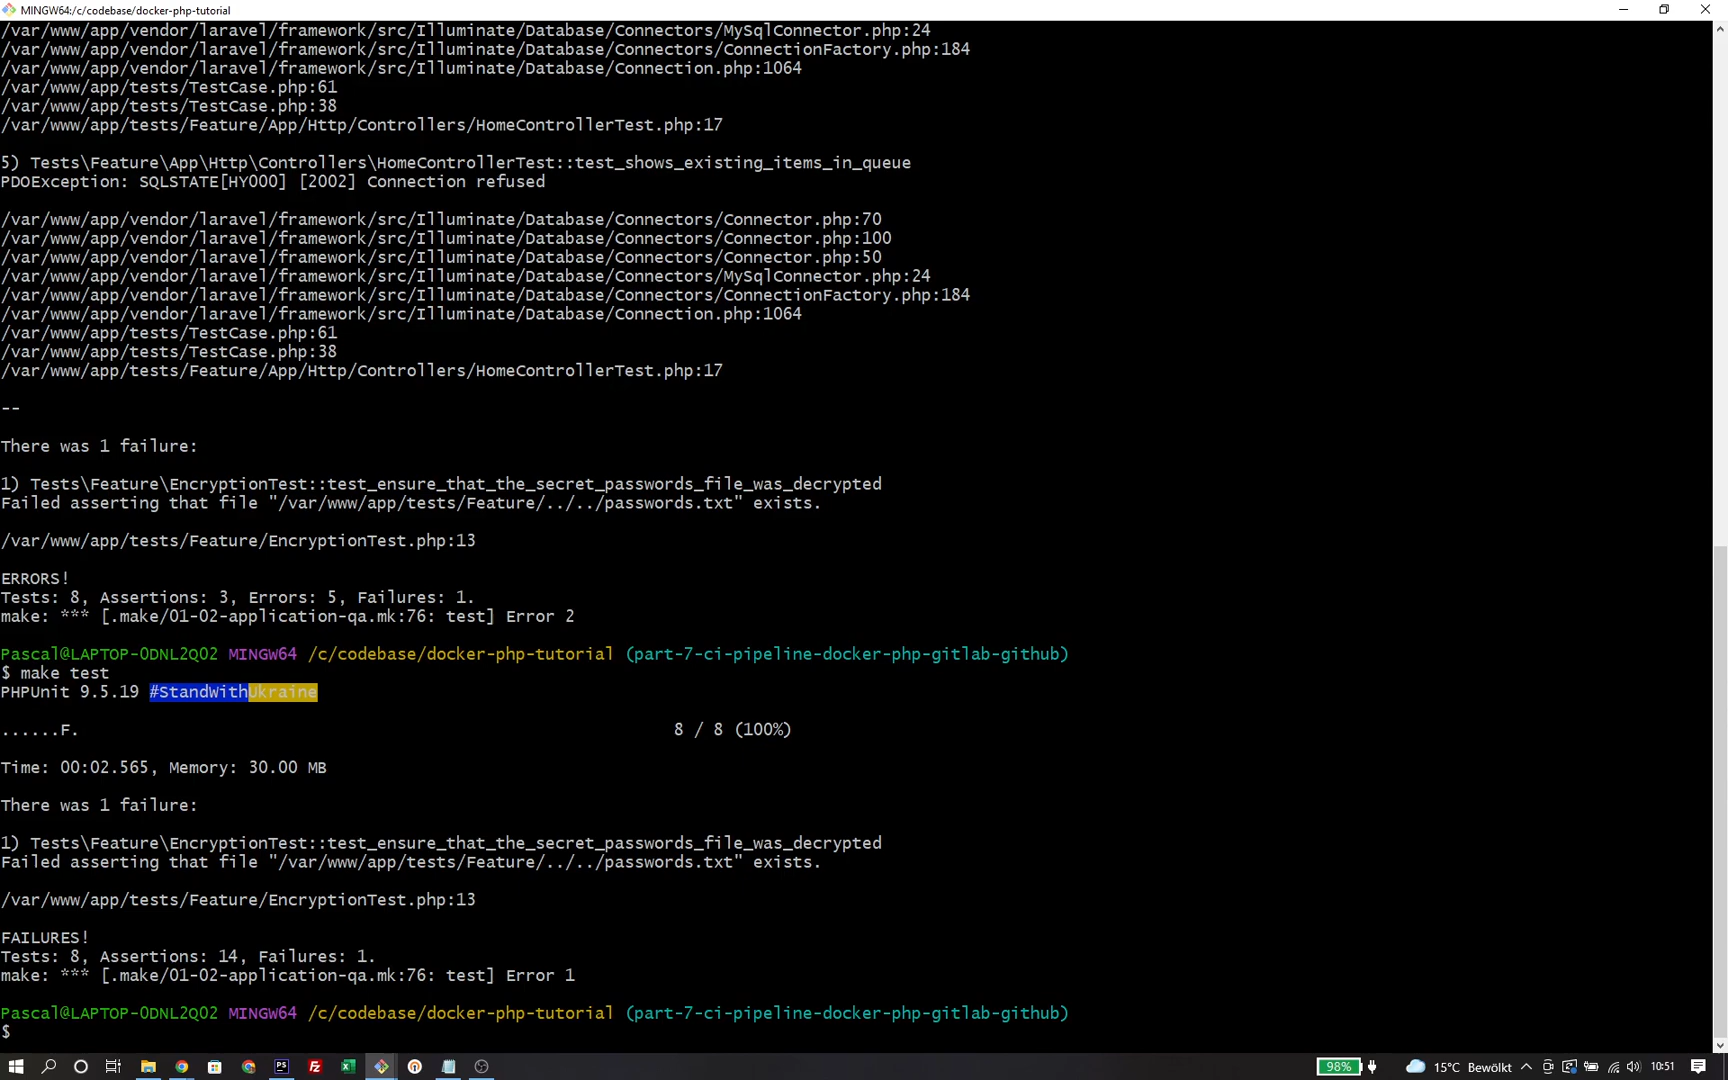 MINGW64:/c/codebase/docker-php-tutorial
/var/www/app/vendor/laravel/framework/src/Illuminate/Database/Connectors/MySqlConnector.php:24
/var/www/app/vendor/laravel/framework/src/Illuminate/Database/Connectors/ConnectionFactory.php:184
/var/www/app/vendor/laravel/framework/src/Illuminate/Database/Connection.php:1064
/var/www/app/tests/TestCase.php:61
/var/www/app/tests/TestCase.php:38
/var/www/app/tests/Feature/App/Http/Controllers/HomeControllerTest.php:17
5) Tests\Feature\App\Http\Controllers\HomeControllerTest::test_shows_existing_items_in_queue
PDOException: SQLSTATE[HY000] [2002] Connection refused
/var/www/app/vendor/laravel/framework/src/Illuminate/Database/Connectors/Connector.php:70
/var/www/app/vendor/laravel/framework/src/Illuminate/Database/Connectors/Connector.php:100
/var/www/app/vendor/laravel/framework/src/Illuminate/Database/Connectors/Connector.php:50
/var/www/app/vendor/laravel/framework/src/Illuminate/Database/Connectors/MySqlConnector.php:24
/var/www/app/vendor/laravel/framework/src/Illuminate/Database/Connectors/ConnectionFactory.php:184
/var/www/app/vendor/laravel/framework/src/Illuminate/Database/Connection.php:1064
/var/www/app/tests/TestCase.php:61
/var/www/app/tests/TestCase.php:38
/var/www/app/tests/Feature/App/Http/Controllers/HomeControllerTest.php:17
--
There was 1 failure:
1) Tests\Feature\EncryptionTest::test_ensure_that_the_secret_passwords_file_was_decrypted
Failed asserting that file "/var/www/app/tests/Feature/../../passwords.txt" exists.
/var/www/app/tests/Feature/EncryptionTest.php:13
ERRORS!
Tests: 8, Assertions: 3, Errors: 5, Failures: 1.
make: *** [.make/01-02-application-qa.mk:76: test] Error 2
Pascal@LAPTOP-0DNL2Q02 MINGW64 /c/codebase/docker-php-tutorial (part-7-ci-pipeline-docker-php-gitlab-github)
$ make test
PHPUnit 9.5.19 #StandWithUkraine
......F. 8 / 8 (100%)
Time: 00:02.565, Memory: 30.00 MB
There was 1 failure:
1) Tests\Feature\EncryptionTest::test_ensure_that_the_secret_passwords_file_was_decrypted
Failed asserting that file "/var/www/app/tests/Feature/../../passwords.txt" exists.
/var/www/app/tests/Feature/EncryptionTest.php:13
FAILURES!
Tests: 8, Assertions: 14, Failures: 1.
make: *** [.make/01-02-application-qa.mk:76: test] Error 1
Pascal@LAPTOP-0DNL2Q02 MINGW64 /c/codebase/docker-php-tutorial (part-7-ci-pipeline-docker-php-gitlab-github)
$
98% 15°C Bewölkt 10:51